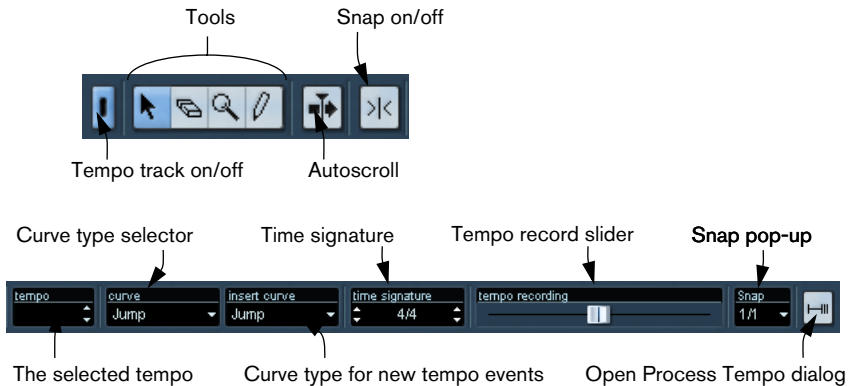 Tools Snap on/off
Tempo track on/off Autoscroll
Curve type selector Time signature Tempo record slider Snap pop-up
tempo curve insert curve time signature tempo recording Snap
Jump Jump 4/4 1/1
The selected tempo Curve type for new tempo events Open Process Tempo dialog